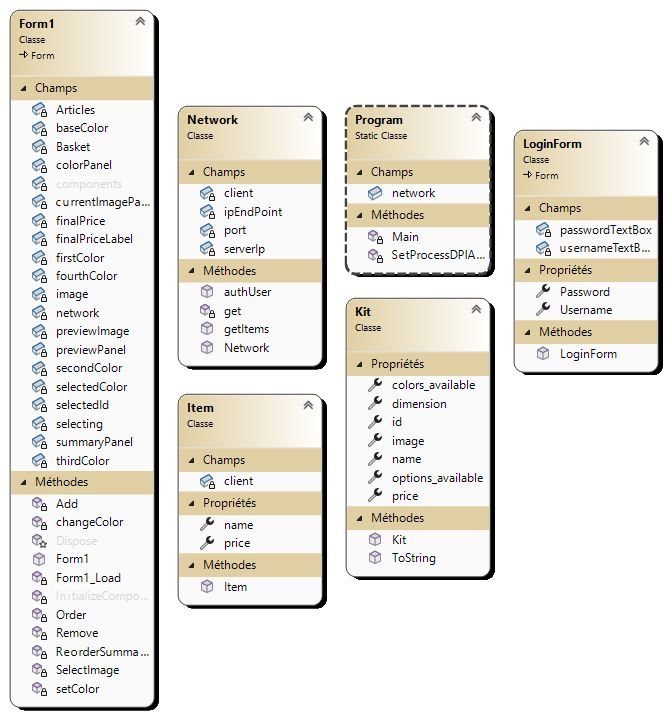 Form1
Classe
Form
Champs
Articles
baseColor
Basket
colorPanel
components
currentImagePa...
finalPrice
finalPriceLabel
firstColor
fourthColor
image
network
previewImage
previewPanel
secondColor
selectedColor
selectedId
selecting
summaryPanel
thirdColor
Méthodes
Add
changeColor
Dispose
Form1
Form1_Load
InitializeCompo...
Order
Remove
ReorderSumma...
SelectImage
setColor
Network
Classe
Champs
client
ipEndPoint
port
serverIp
Méthodes
authUser
get
getItems
Network
Item
Classe
Champs
client
Propriétés
name
price
Méthodes
Item
Program
Static Classe
Champs
network
Méthodes
Main
SetProcessDPIA...
Kit
Classe
Propriétés
colors_available
dimension
id
image
name
options_available
price
Méthodes
Kit
ToString
LoginForm
Classe
Form
Champs
passwordTextBox
usernameTextB...
Propriétés
Password
Username
Méthodes
LoginForm